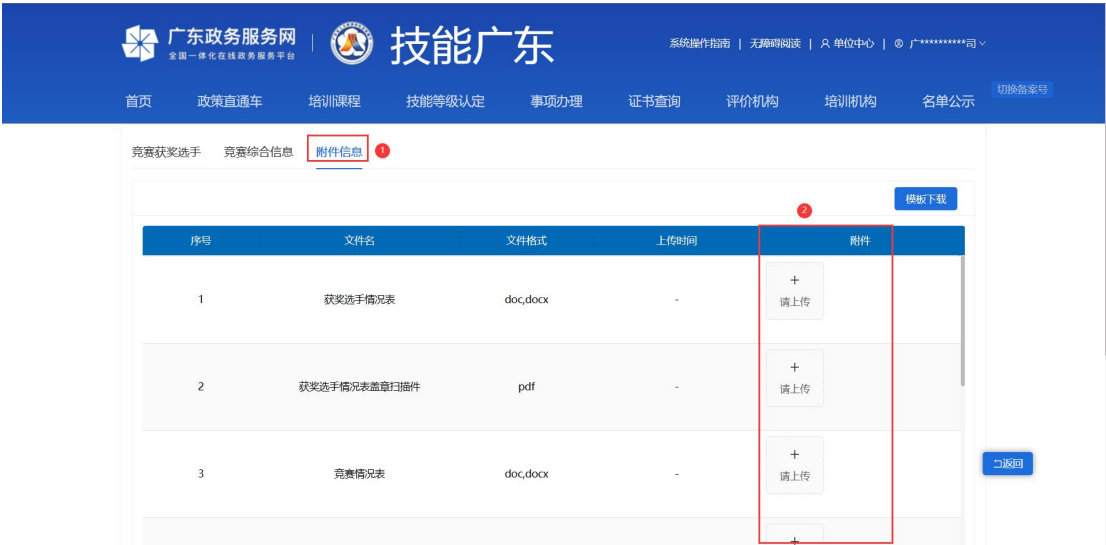 广东政务服务网
全国一体化在线政务服务平台
技能广东
系统操作指南 | 无障碍阅读 | 单位中心 | 广**********司
首页 政策直通车 培训课程 技能等级认定 事项办理 证书查询 评价机构 培训机构 名单公示 切换备案号
竞赛获奖选手 竞赛综合信息 附件信息 1
模板下载
2
序号 文件名 文件格式 上传时间 附件
1 获奖选手情况表 doc,docx - + 请上传
2 获奖选手情况表盖章扫描件 pdf - + 请上传
3 竞赛情况表 doc,docx - + 请上传
返回
+